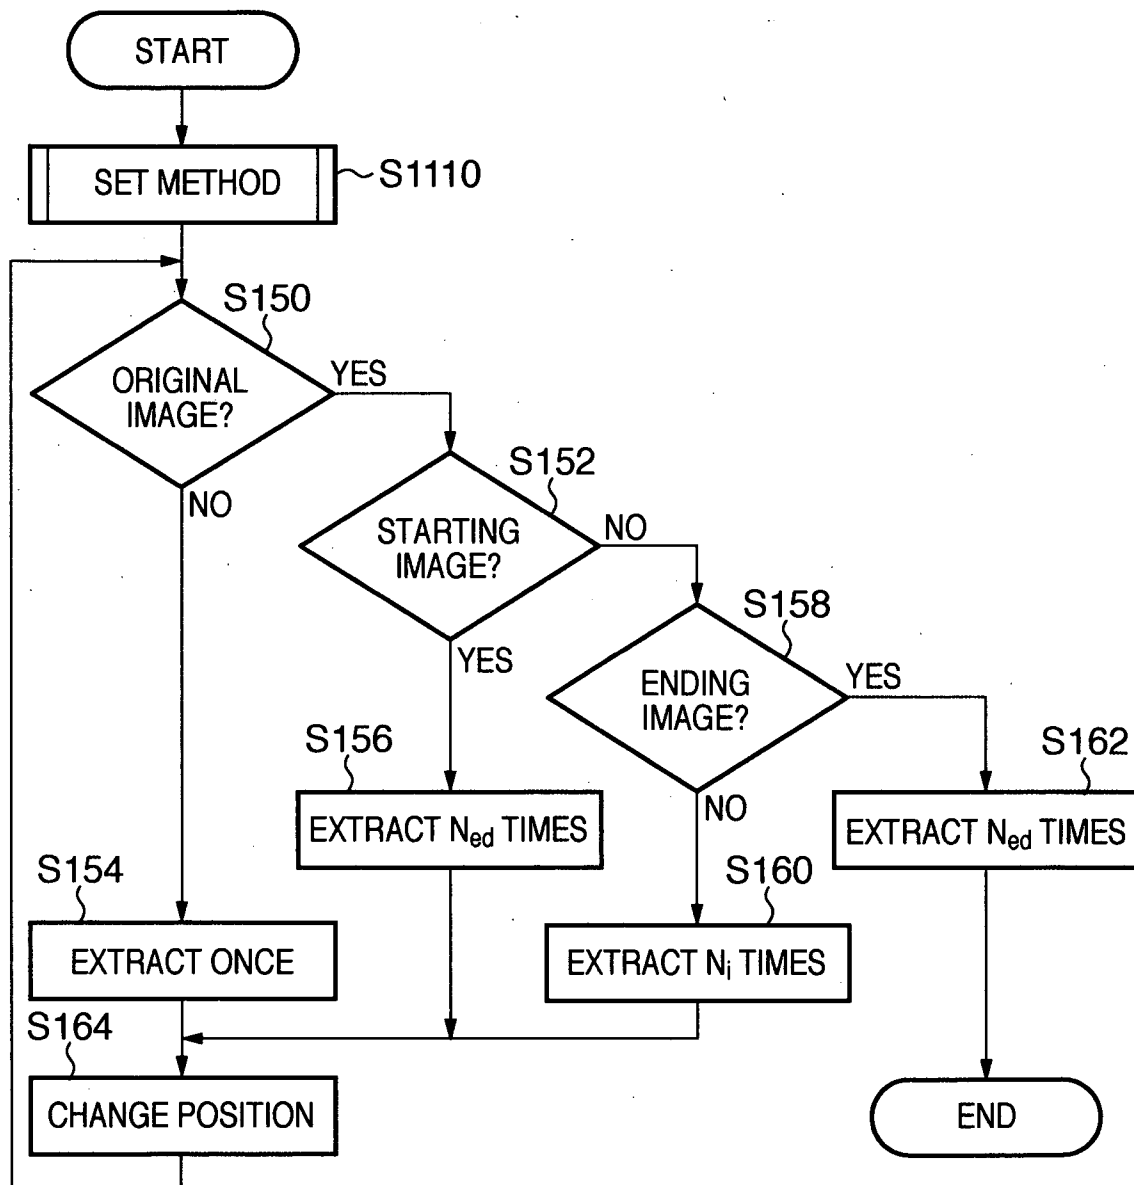 START
SET METHOD
S1110
S150
ORIGINAL
IMAGE?
YES
NO
S152
STARTING
IMAGE?
NO
YES
S158
ENDING
IMAGE?
YES
NO
S156
EXTRACT Ned TIMES
S162
EXTRACT Ned TIMES
S154
EXTRACT ONCE
S160
EXTRACT Ni TIMES
S164
CHANGE POSITION
END